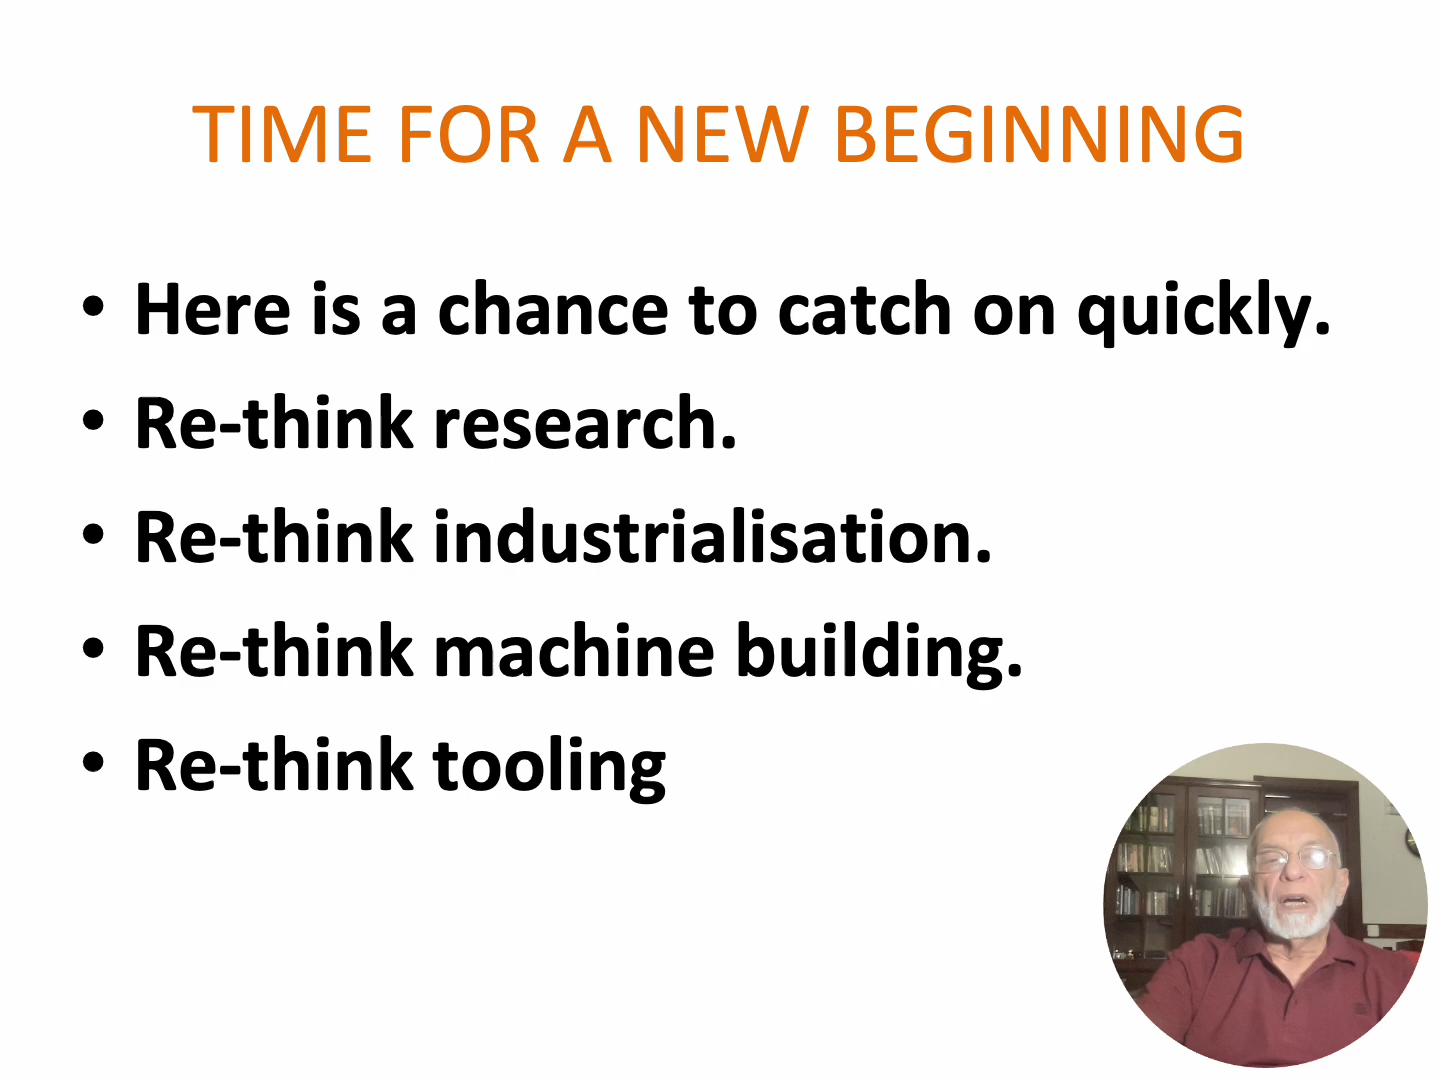 TIME FOR A NEW BEGINNING
• Here is a chance to catch on quickly.
• Re-think research.
• Re-think industrialisation.
• Re-think machine building.
• Re-think tooling